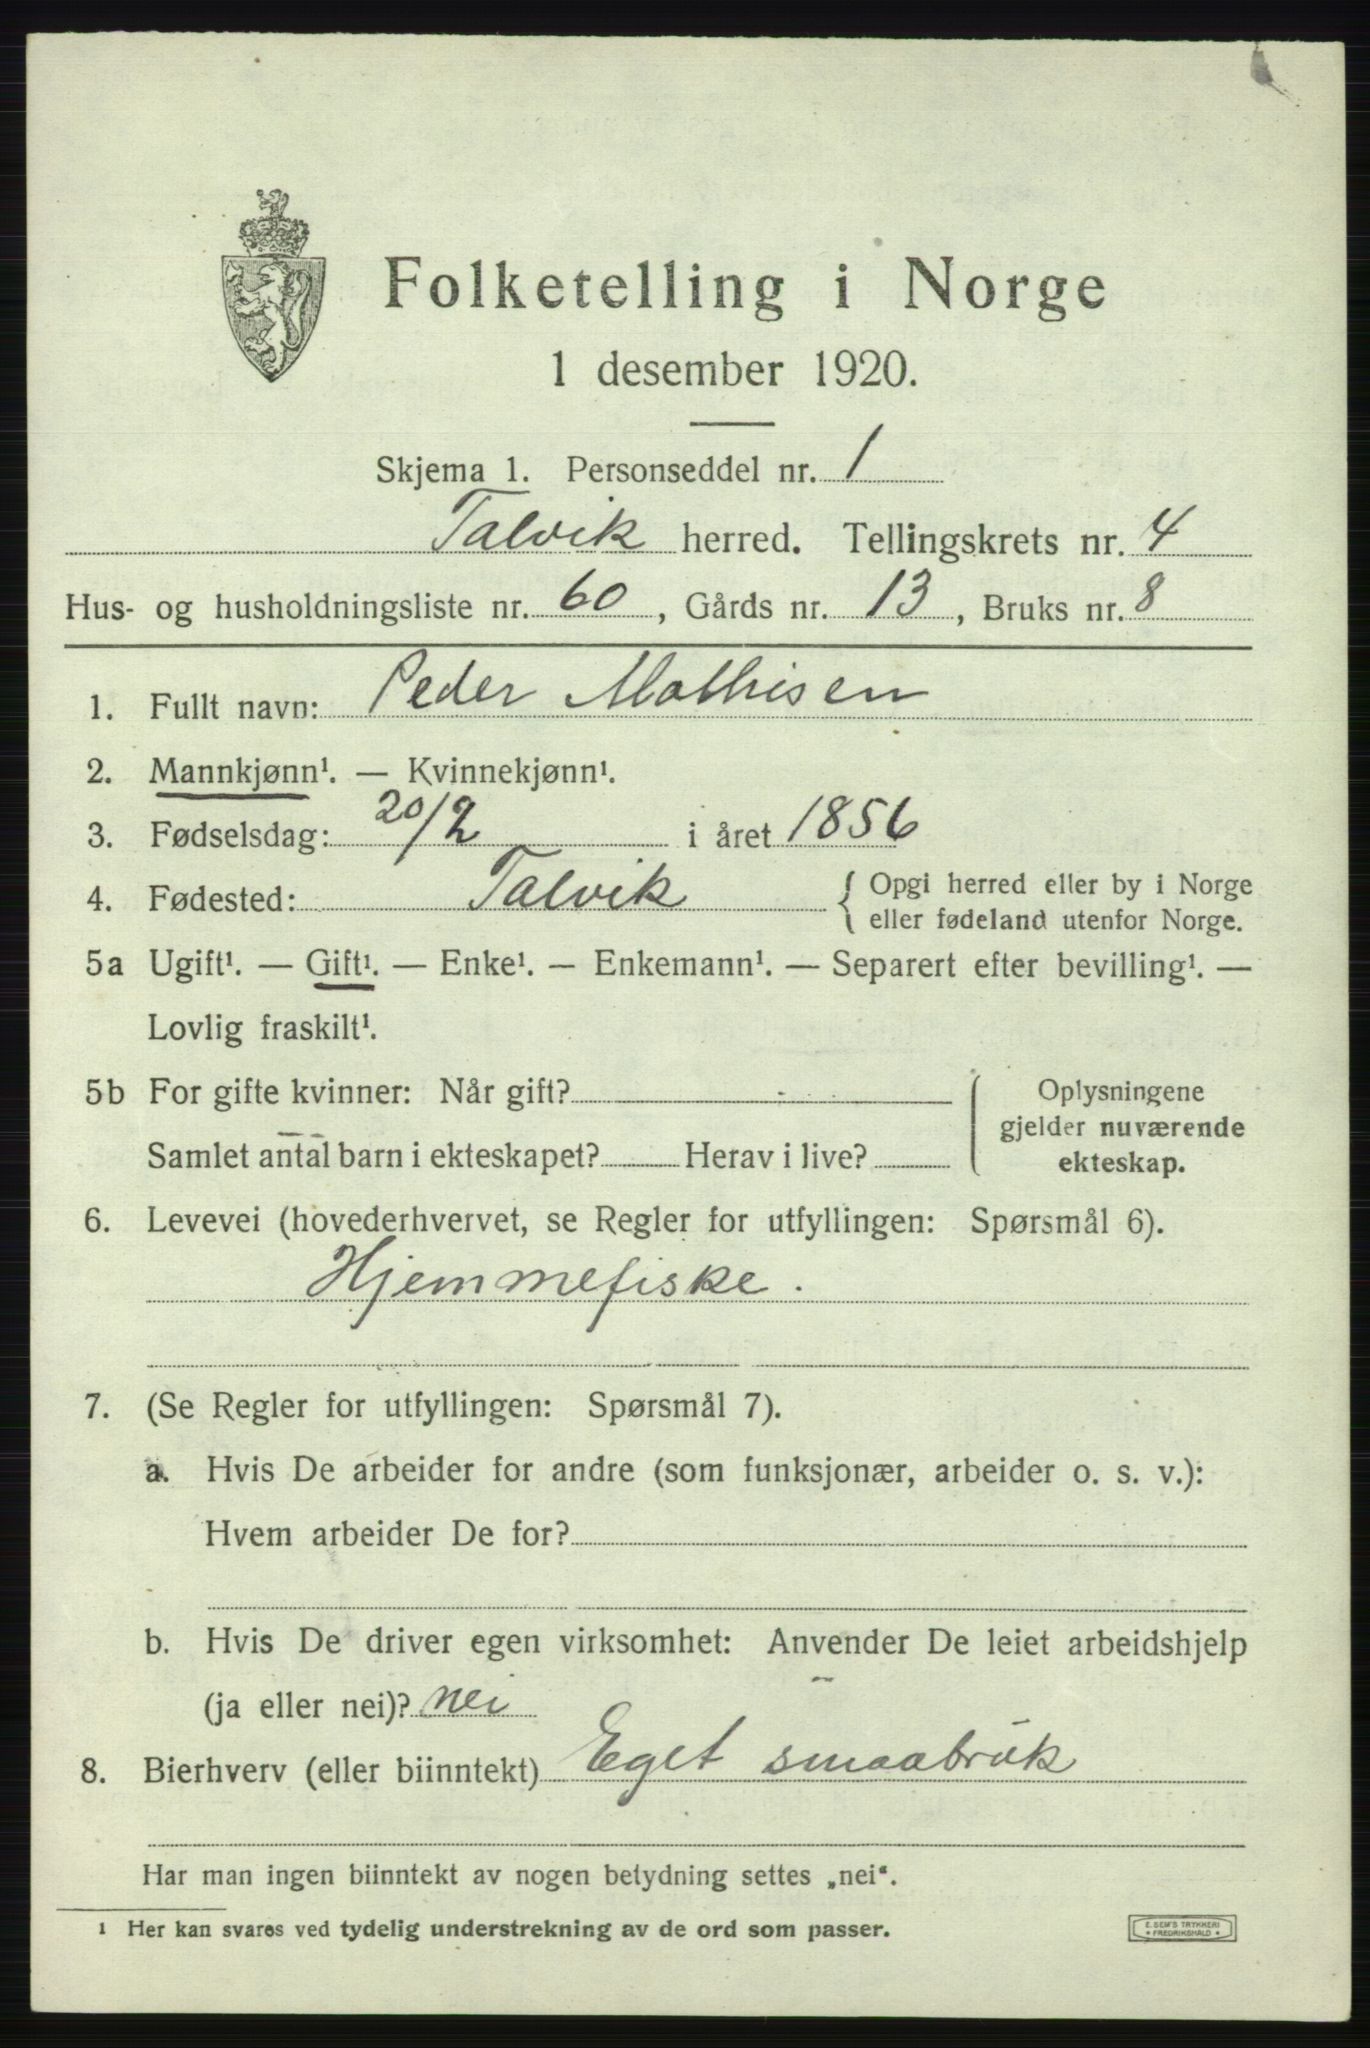 Folketelling i Norge
1 desember 1920.
Skjema 1. Personseddel nr. 1
Talvik herred. Tellingskrets nr. 4
Hus- og husholdningsliste nr. 60, Gårds nr. 13, Bruks nr. 8
1. Fullt navn: Peder Mathisen
2. Mannkjønn¹. — Kvinnekjønn¹.
3. Fødselsdag: 20/2 i året 1856
4. Fødested: Talvik { Opgi herred eller by i Norge
eller fødeland utenfor Norge.
5a Ugift¹. — Gift¹. — Enke¹. — Enkemann¹. — Separert efter bevilling¹. —
Lovlig fraskilt¹.
5b For gifte kvinner: Når gift?
Samlet antal barn i ekteskapet? Herav i live?
Oplysningene
gjelder nuværende
ekteskap.
6. Levevei (hovederhvervet, se Regler for utfyllingen: Spørsmål 6).
Hjemmefiske.
7. (Se Regler for utfyllingen: Spørsmål 7).
a. Hvis De arbeider for andre (som funksjonær, arbeider o. s. v.):
Hvem arbeider De for?
b. Hvis De driver egen virksomhet: Anvender De leiet arbeidshjelp
(ja eller nei)? nei
8. Bierhverv (eller biinntekt) Eget smaabruk
Har man ingen biinntekt av nogen betydning settes „nei“.
¹ Her kan svares ved tydelig understrekning av de ord som passer.
E. SEM'S TRYKKERI
• FREDRIKSHALD •